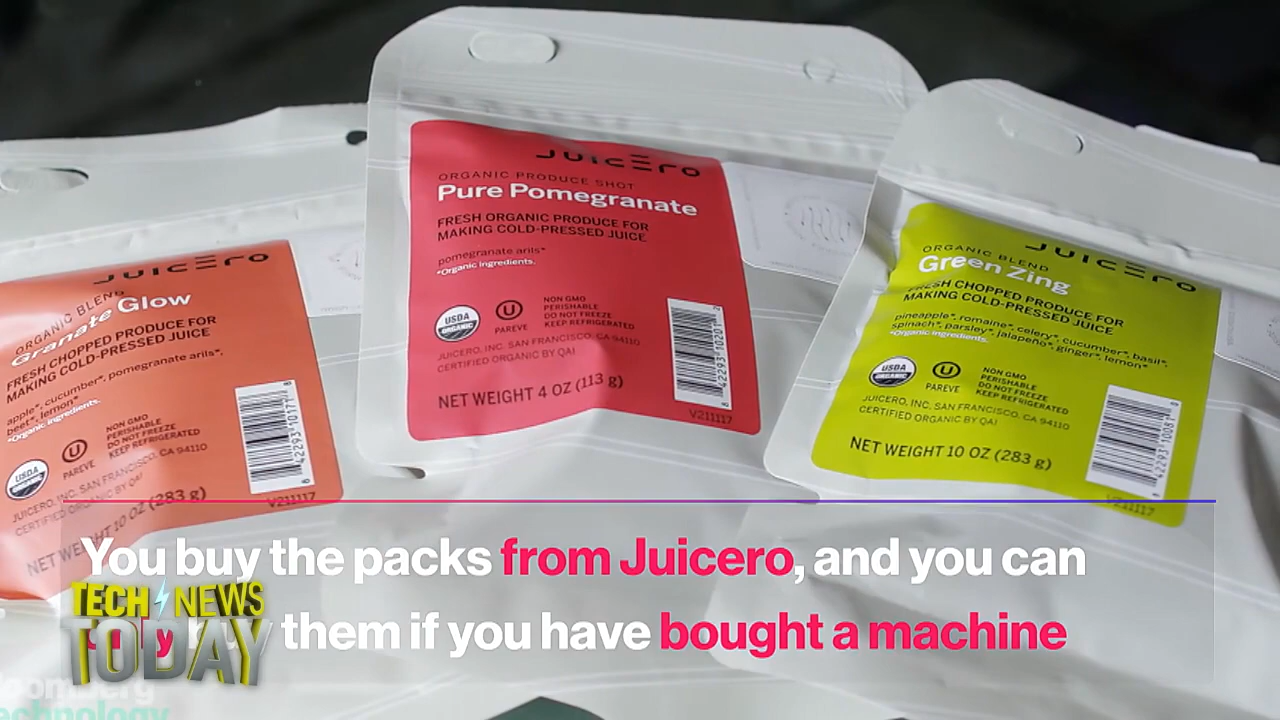 JUICERO
ORGANIC BLEND
Granate Glow
FRESH CHOPPED PRODUCE FOR
MAKING COLD-PRESSED JUICE
apple*, cucumber*, pomegranate arils*,
beet*, lemon*
*Organic ingredients.
USDA
ORGANIC
U
PAREVE
NON GMO
PERISHABLE
DO NOT FREEZE
KEEP REFRIGERATED
JUICERO, INC. SAN FRANCISCO, CA 94110
CERTIFIED ORGANIC BY QAI
NET WEIGHT 10 OZ (283 g)
V211117
JUICERO
ORGANIC PRODUCE SHOT
Pure Pomegranate
FRESH ORGANIC PRODUCE FOR
MAKING COLD-PRESSED JUICE
pomegranate arils*
*Organic ingredients.
USDA
ORGANIC
U
PAREVE
NON GMO
PERISHABLE
DO NOT FREEZE
KEEP REFRIGERATED
JUICERO, INC. SAN FRANCISCO, CA 94110
CERTIFIED ORGANIC BY QAI
NET WEIGHT 4 OZ (113 g)
V211117
JUICERO
ORGANIC BLEND
Green Zing
FRESH CHOPPED PRODUCE FOR
MAKING COLD-PRESSED JUICE
pineapple*, romaine*, celery*, cucumber*, basil*,
spinach*, parsley*, jalapeño*, ginger*, lemon*
*Organic ingredients.
USDA
ORGANIC
U
PAREVE
NON GMO
PERISHABLE
DO NOT FREEZE
KEEP REFRIGERATED
JUICERO, INC. SAN FRANCISCO, CA 94110
CERTIFIED ORGANIC BY QAI
NET WEIGHT 10 OZ (283 g)
V211117
You buy the packs from Juicero, and you can
only buy them if you have bought a machine
TECH NEWS
TODAY
Bloomberg
Technology